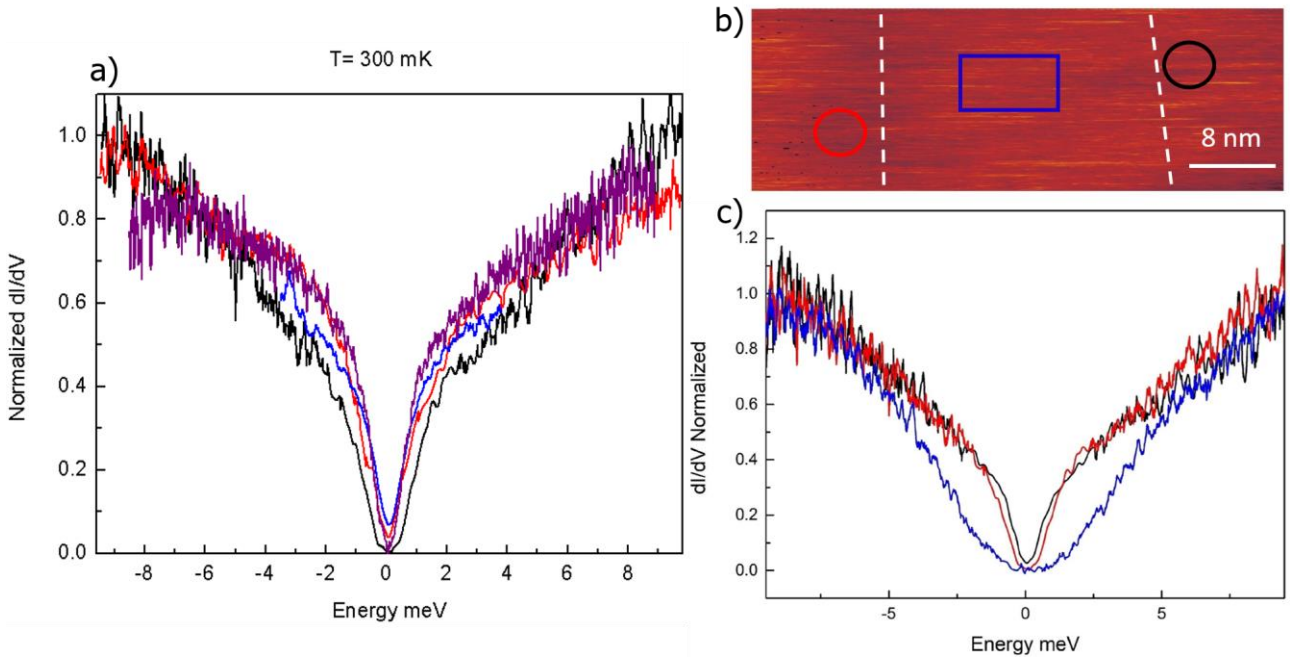 a)
T= 300 mK
Normalized dI/dV
1.0
0.8
0.6
0.4
0.2
0.0
-8 -6 -4 -2 0 2 4 6 8
Energy meV
b)
8 nm
c)
dI/dV Normalized
1.2
1.0
0.8
0.6
0.4
0.2
0.0
-5 0 5
Energy meV